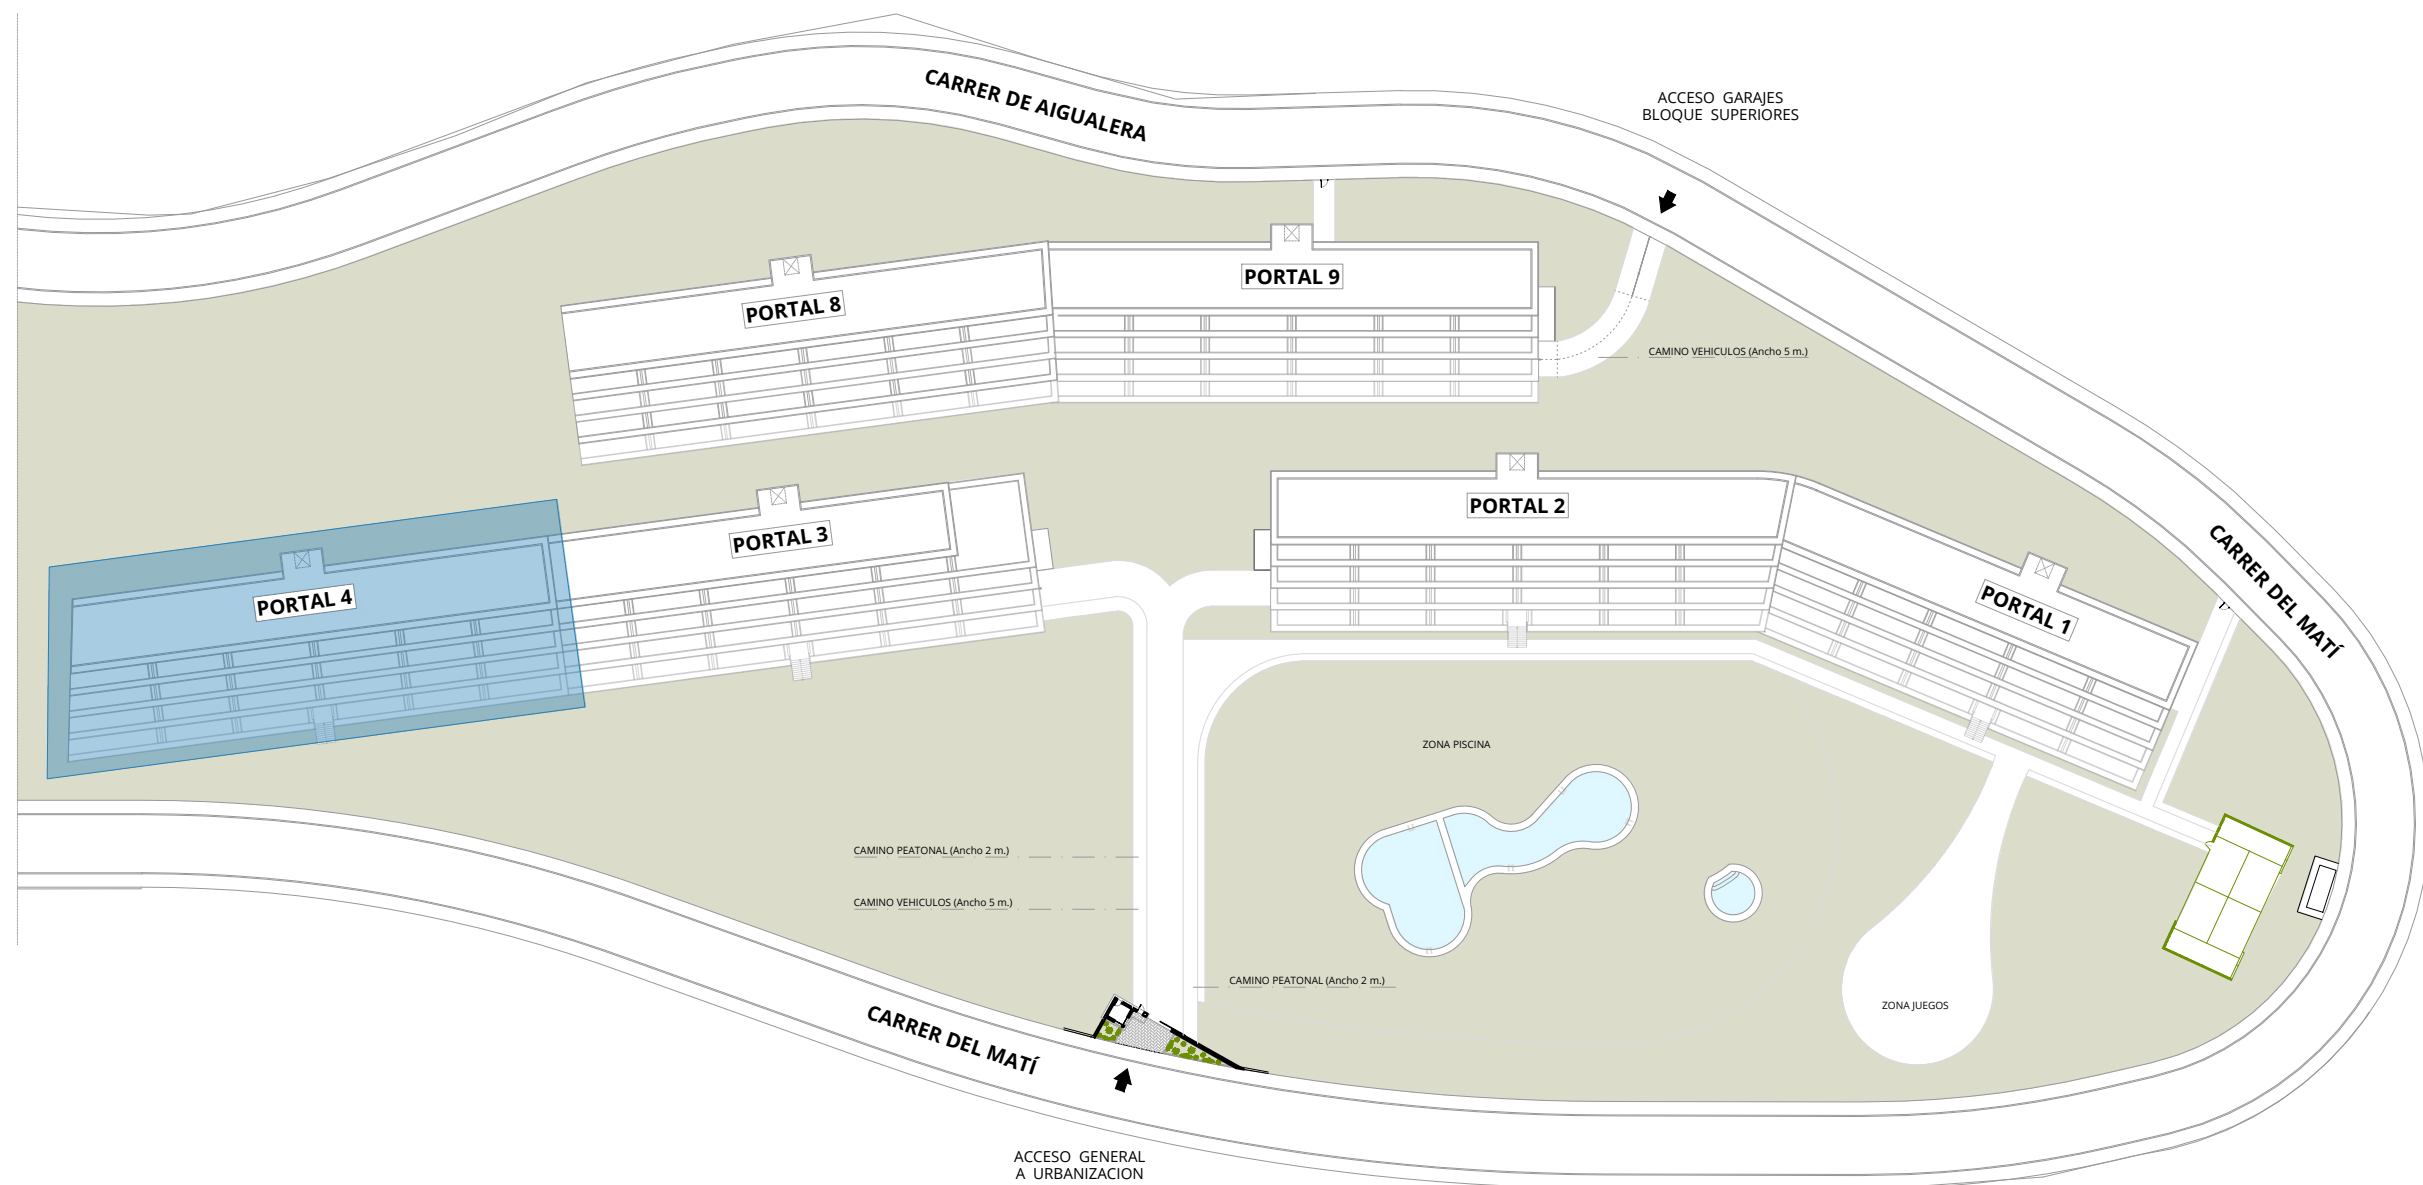 CARRER DE AIGUALERA
ACCESO GARAJES
BLOQUE SUPERIORES
PORTAL 9
PORTAL 8
CAMINO VEHICULOS (Ancho 5 m.)
PORTAL 2
PORTAL 3
PORTAL 4
PORTAL 1
CARRER DEL MATÍ
ZONA PISCINA
CAMINO PEATONAL (Ancho 2 m.)
CAMINO VEHICULOS (Ancho 5 m.)
CAMINO PEATONAL (Ancho 2 m.)
ZONA JUEGOS
CARRER DEL MATÍ
ACCESO GENERAL
A URBANIZACION